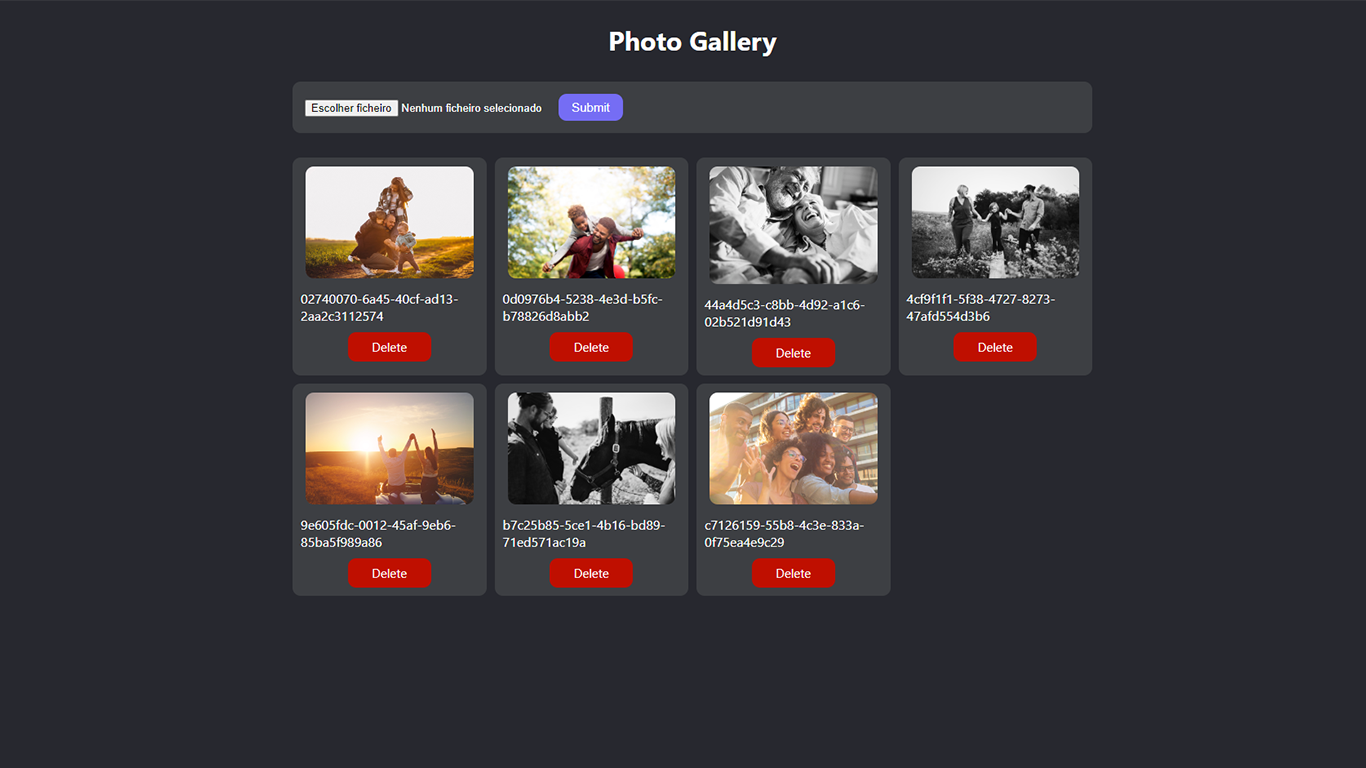 Photo Gallery
Escolher ficheiro Nenhum ficheiro selecionado Submit
02740070-6a45-40cf-ad13-
2aa2c3112574
Delete
0d0976b4-5238-4e3d-b5fc-
b78826d8abb2
Delete
44a4d5c3-c8bb-4d92-a1c6-
02b521d91d43
Delete
4cf9f1f1-5f38-4727-8273-
47afd554d3b6
Delete
9e605fdc-0012-45af-9eb6-
85ba5f989a86
Delete
b7c25b85-5ce1-4b16-bd89-
71ed571ac19a
Delete
c7126159-55b8-4c3e-833a-
0f75ea4e9c29
Delete